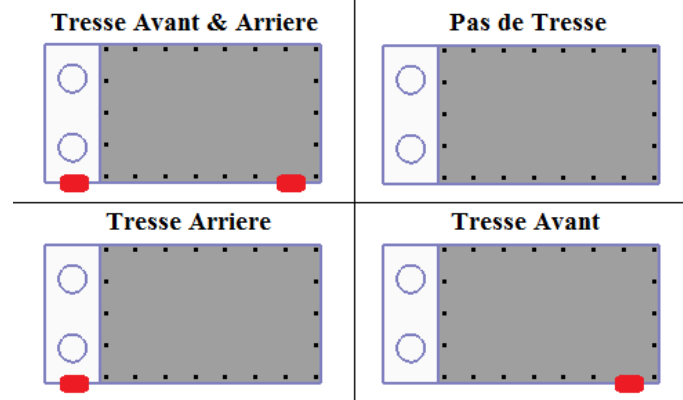 Tresse Avant & Arriere
Pas de Tresse
Tresse Arriere
Tresse Avant